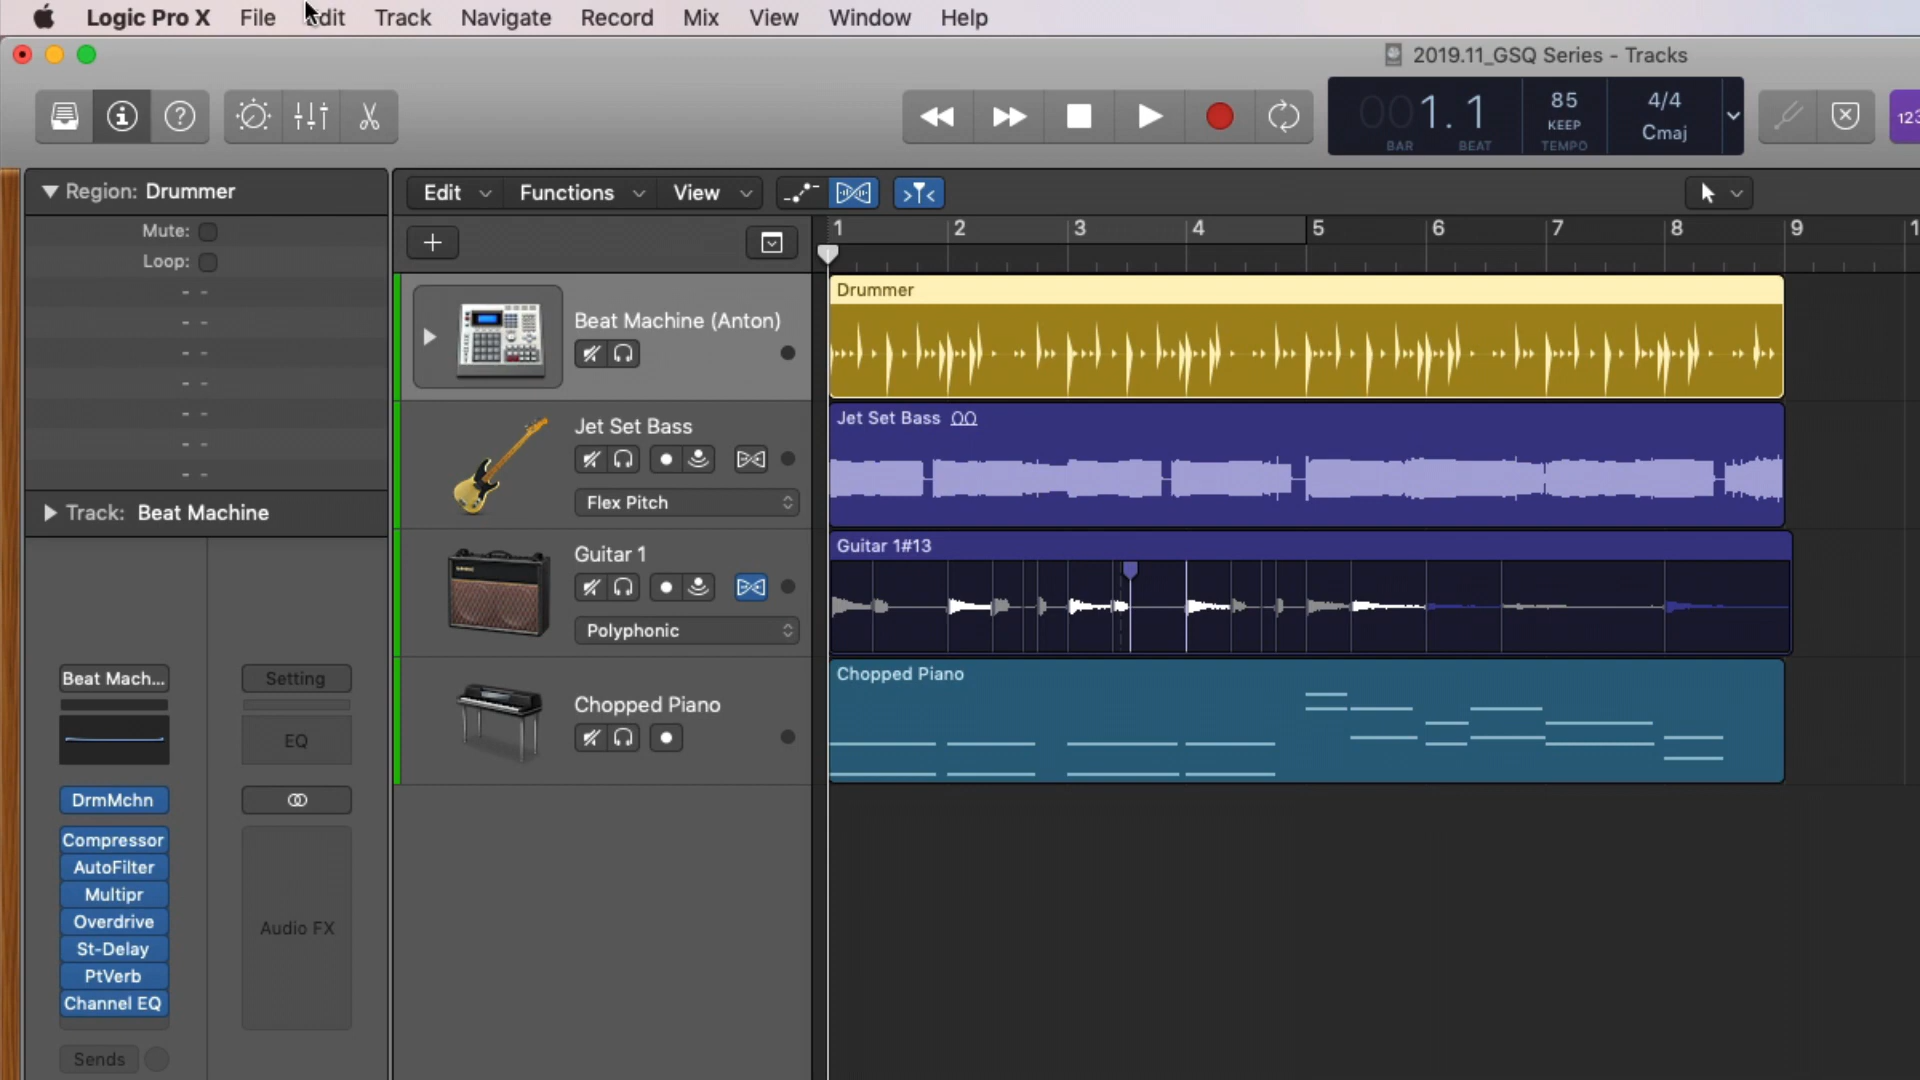 Logic Pro X File Edit Track Navigate Record Mix View Window Help
2019.11_GSQ Series - Tracks
001.1
BAR BEAT
85
KEEP
TEMPO
4/4
Cmaj
123
Region: Drummer
Mute:
Loop:
- -
- -
- -
- -
- -
- -
- -
Track: Beat Machine
Beat Mach...
DrmMchn
Compressor
AutoFilter
Multipr
Overdrive
St-Delay
PtVerb
Channel EQ
Sends
Setting
EQ
Audio FX
Edit Functions View
1 2 3 4 5 6 7 8 9
Beat Machine (Anton)
Jet Set Bass
Flex Pitch
Guitar 1
Polyphonic
Chopped Piano
Drummer
Jet Set Bass
Guitar 1#13
Chopped Piano